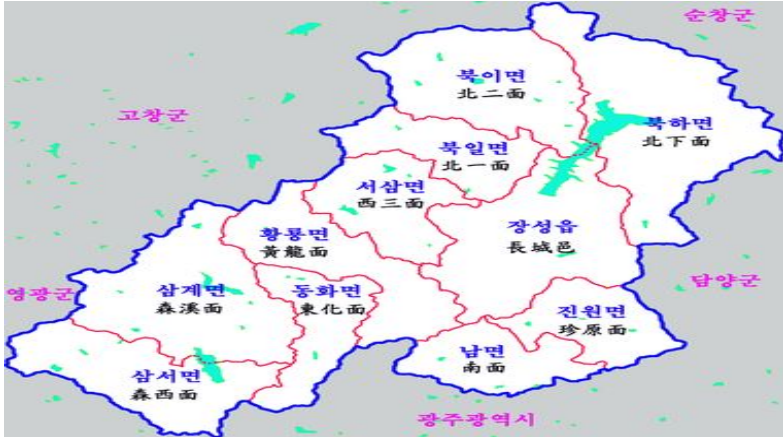 순창군
북이면
北二面
고창군
북하면
北下面
북일면
北一面
서삼면
西三面
황룡면
黃龍面
장성읍
長城邑
영광군
삼계면
森溪面
동화면
東化面
담양군
진원면
珍原面
남면
南面
삼서면
森西面
광주광역시